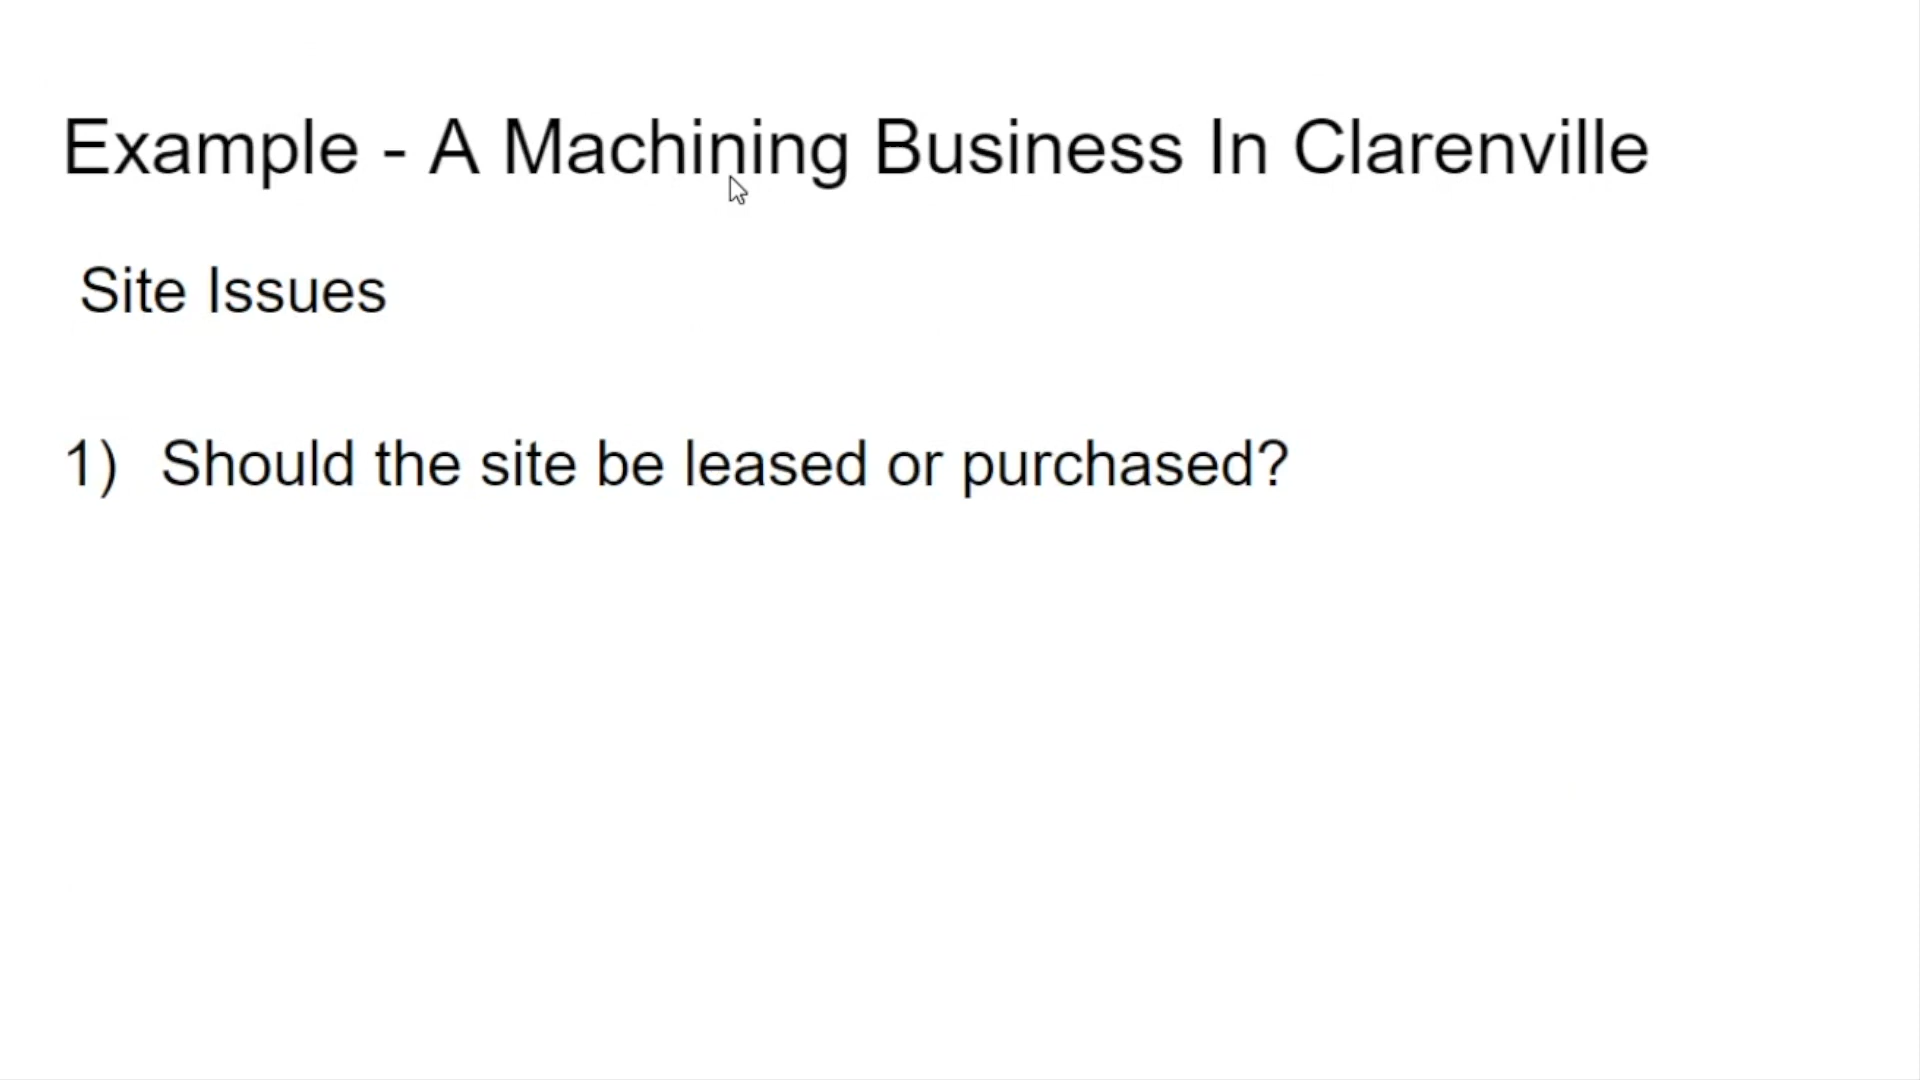 Example - A Machining Business In Clarenville
Site Issues
1) Should the site be leased or purchased?